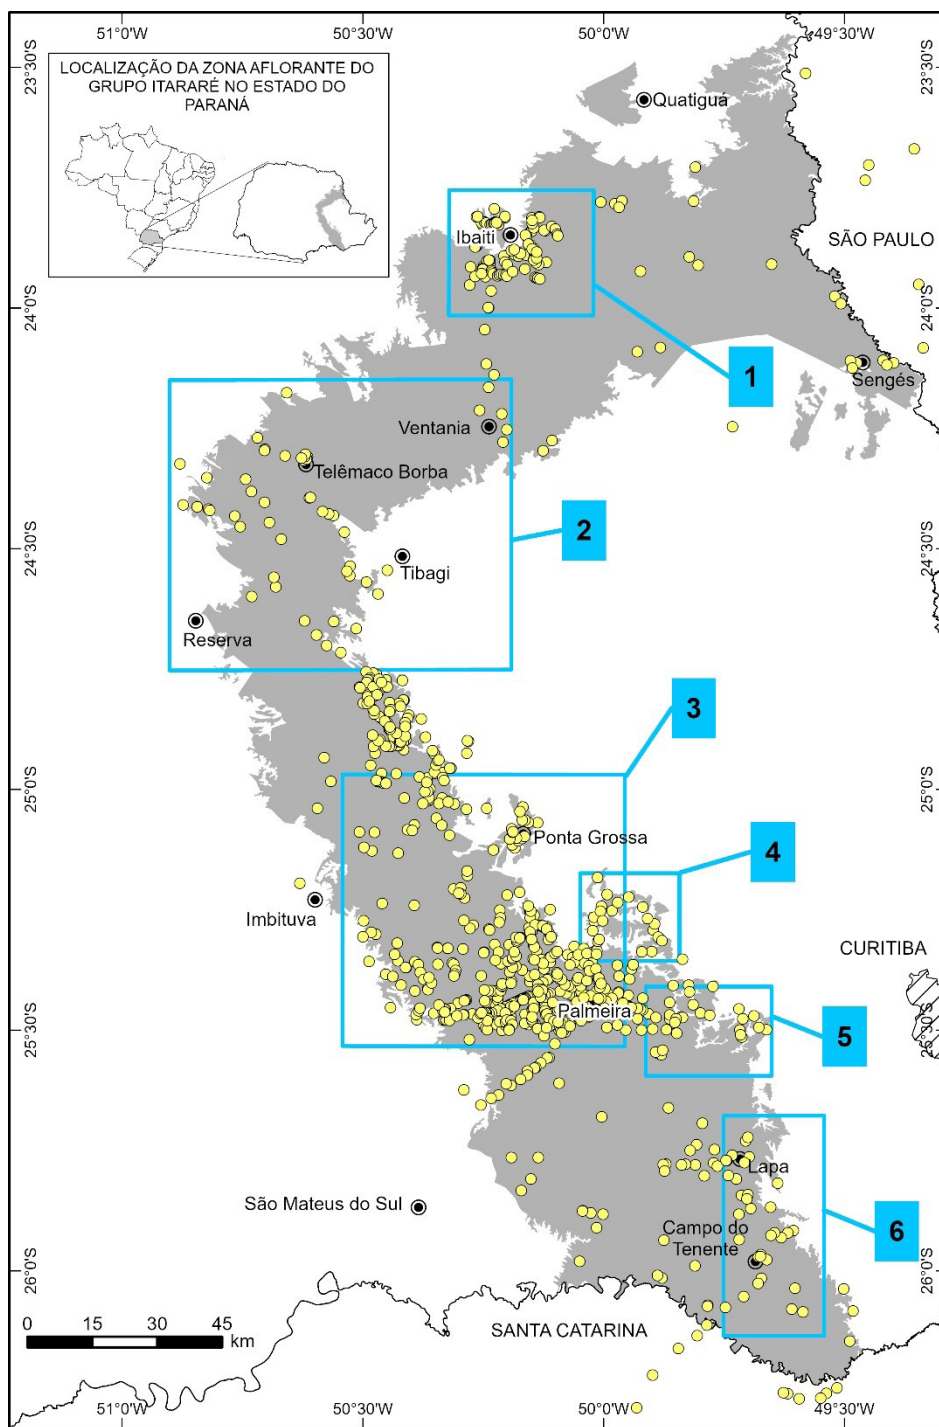 51°0'W
50°30'W
50°0'W
49°30'W
23°30'S
23°30'S
LOCALIZAÇÃO DA ZONA AFLORANTE DO
GRUPO ITARARÉ NO ESTADO DO
PARANÁ
Quatiguá
Ibaiti
SÃO PAULO
24°0'S
24°0'S
1
Sengés
Ventania
Telêmaco Borba
2
24°30'S
24°30'S
Tibagi
Reserva
3
25°0'S
25°0'S
Ponta Grossa
4
Imbituva
CURITIBA
Palmeira
25°30'S
25°30'S
5
Lapa
São Mateus do Sul
Campo do
Tenente
6
26°0'S
26°0'S
SANTA CATARINA
0
15
30
45
km
51°0'W
50°30'W
50°0'W
49°30'W